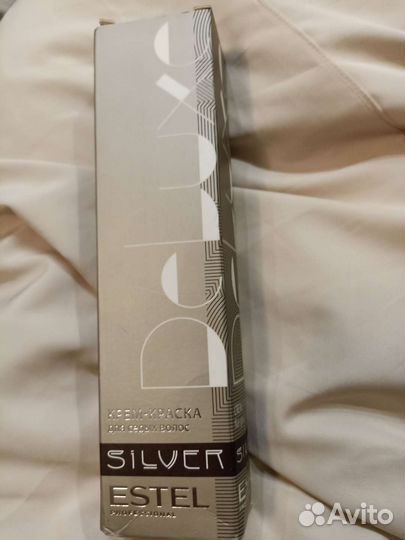 DeLuxe
КРЕМ-КРАСКА
для седых волос
SILVER
ESTEL
PROFESSIONAL
Avito